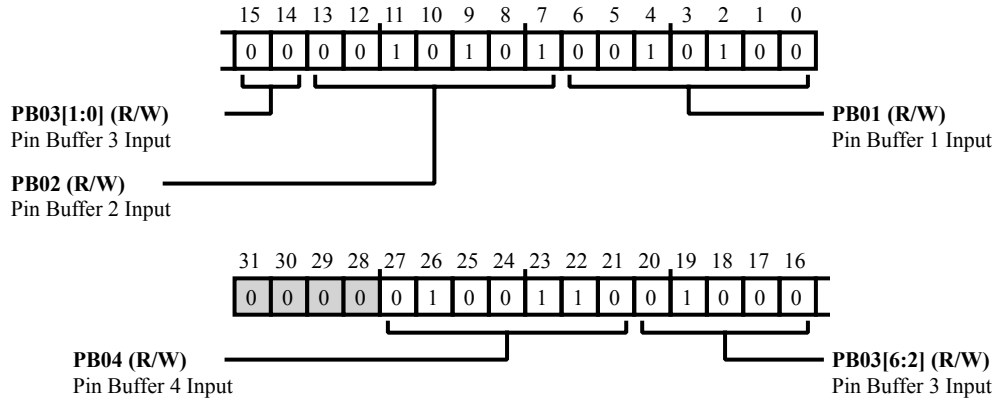 15 14 13 12 11 10 9 8 7 6 5 4 3 2 1 0
0 0 0 0 1 0 1 0 1 0 0 1 0 1 0 0
PB03[1:0] (R/W)
Pin Buffer 3 Input
PB01 (R/W)
Pin Buffer 1 Input
PB02 (R/W)
Pin Buffer 2 Input
31 30 29 28 27 26 25 24 23 22 21 20 19 18 17 16
0 0 0 0 0 1 0 0 1 1 0 0 1 0 0 0
PB04 (R/W)
Pin Buffer 4 Input
PB03[6:2] (R/W)
Pin Buffer 3 Input